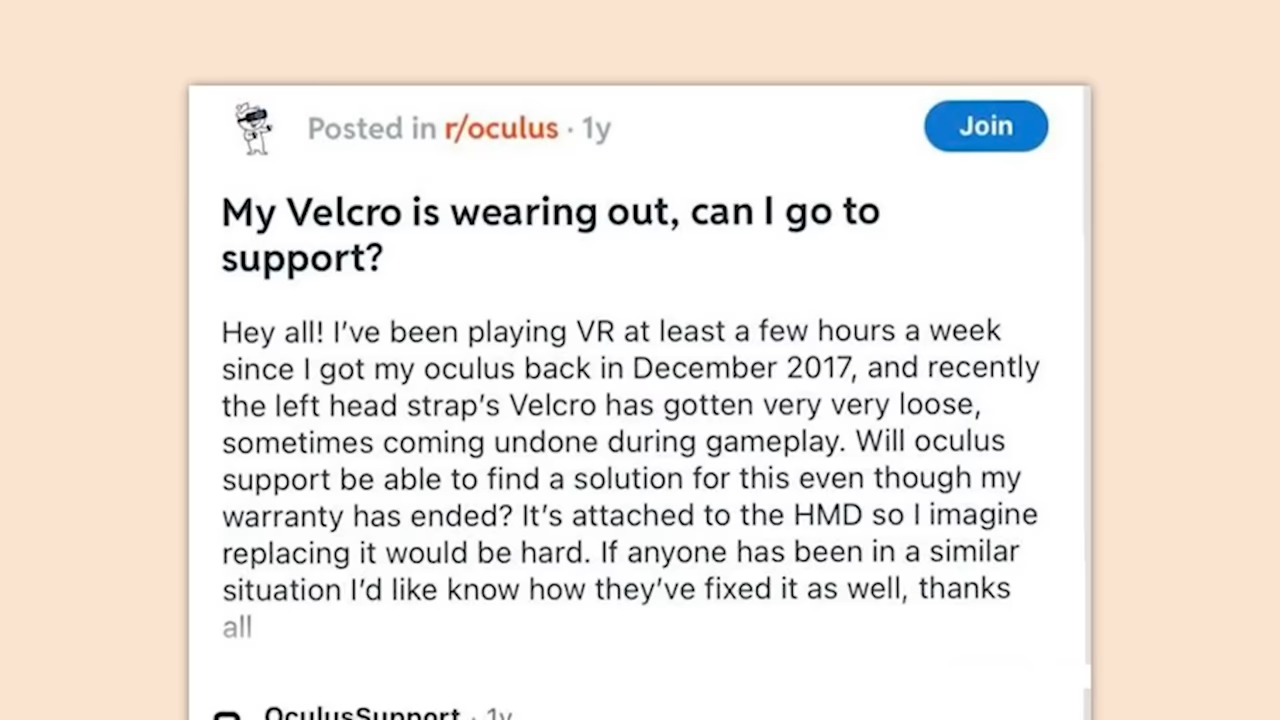 Posted in r/oculus · 1y
Join
My Velcro is wearing out, can I go to
support?
Hey all! I've been playing VR at least a few hours a week
since I got my oculus back in December 2017, and recently
the left head strap's Velcro has gotten very very loose,
sometimes coming undone during gameplay. Will oculus
support be able to find a solution for this even though my
warranty has ended? It's attached to the HMD so I imagine
replacing it would be hard. If anyone has been in a similar
situation I'd like know how they've fixed it as well, thanks
all
OculusSupport · 1y